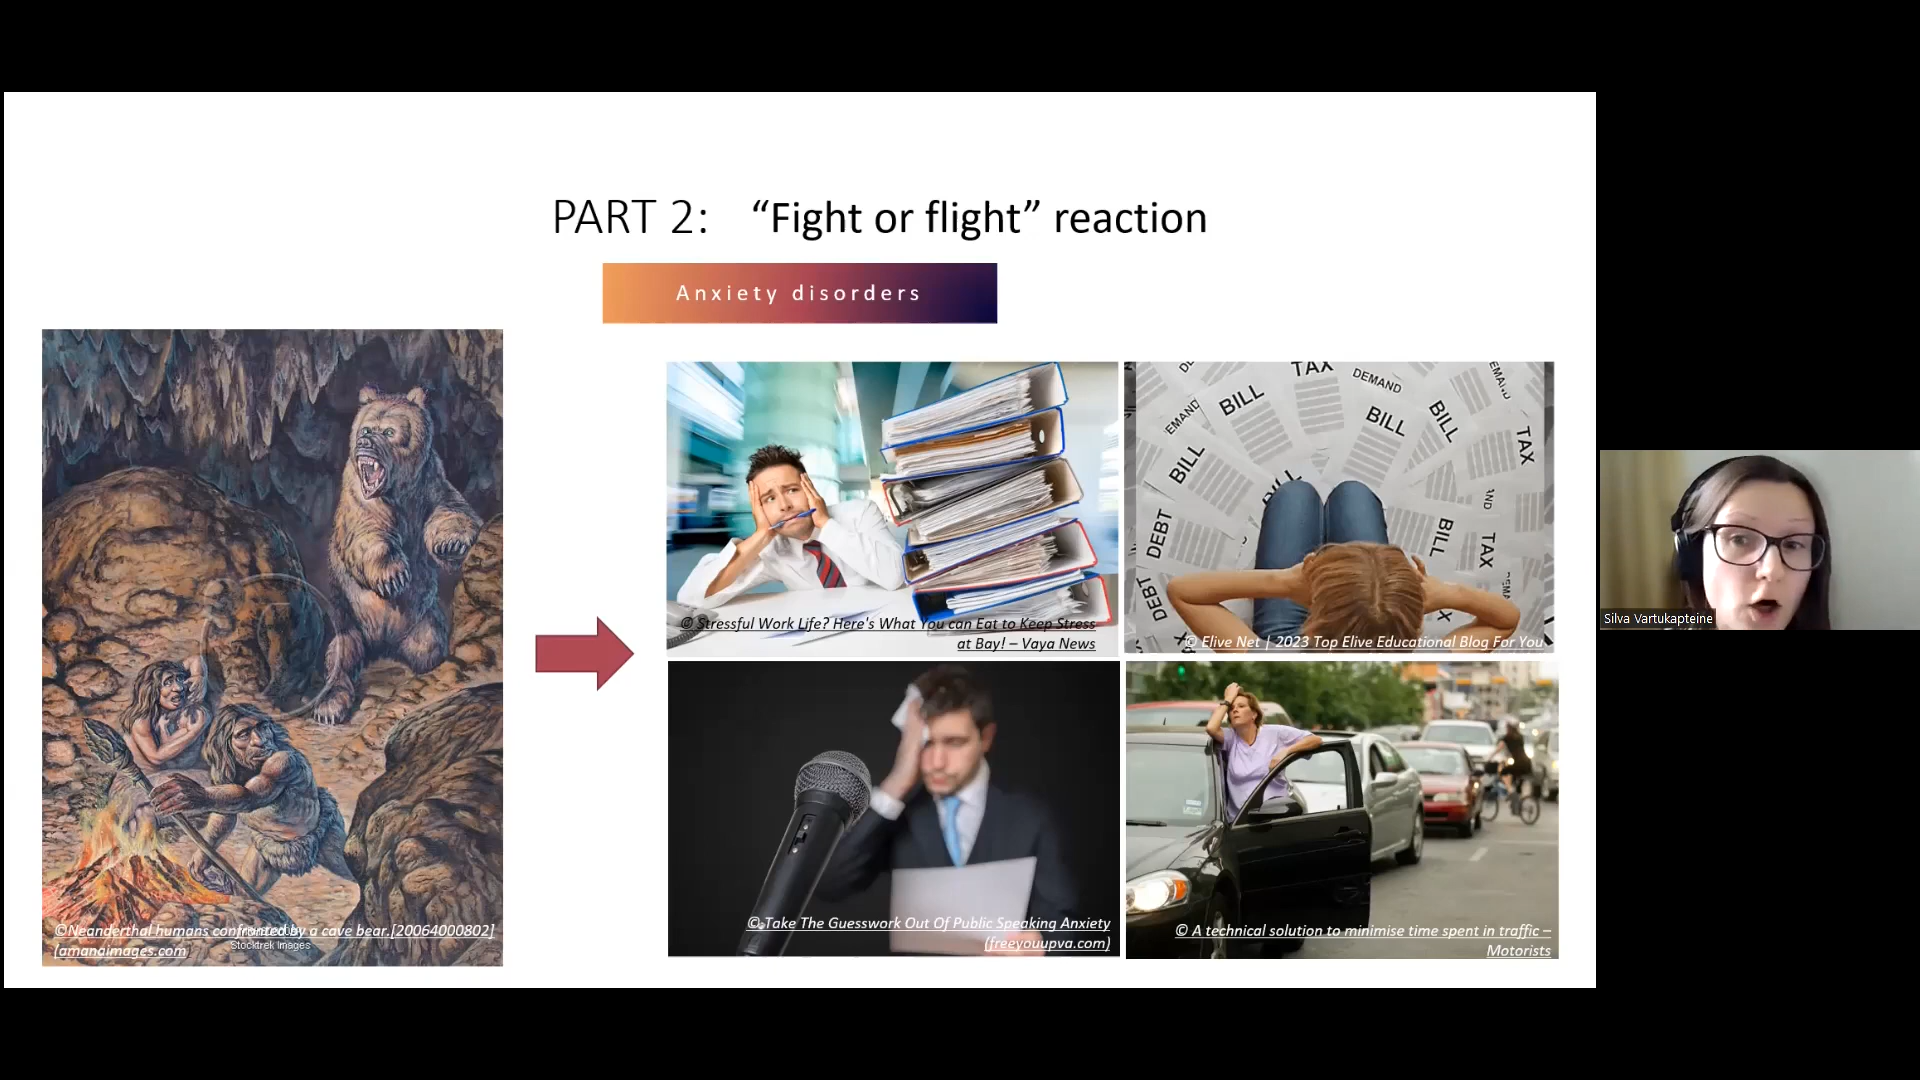 PART 2: “Fight or flight” reaction
Anxiety disorders
©Neanderthal humans confronted by a cave bear.[20064000802]
(amanaimages.com
Stocktrek Images
© Stressful Work Life? Here's What You can Eat to Keep Stress
at Bay! – Vaya News
TAX
DEMAND
BILL
BILL
BILL
TAX
BILL
BILL
DEBT
BILL
TAX
DEBT
© Elive Net | 2023 Top Elive Educational Blog For You
© Take The Guesswork Out Of Public Speaking Anxiety
(freeyouupva.com)
© A technical solution to minimise time spent in traffic –
Motorists
Silva Vartukapteine